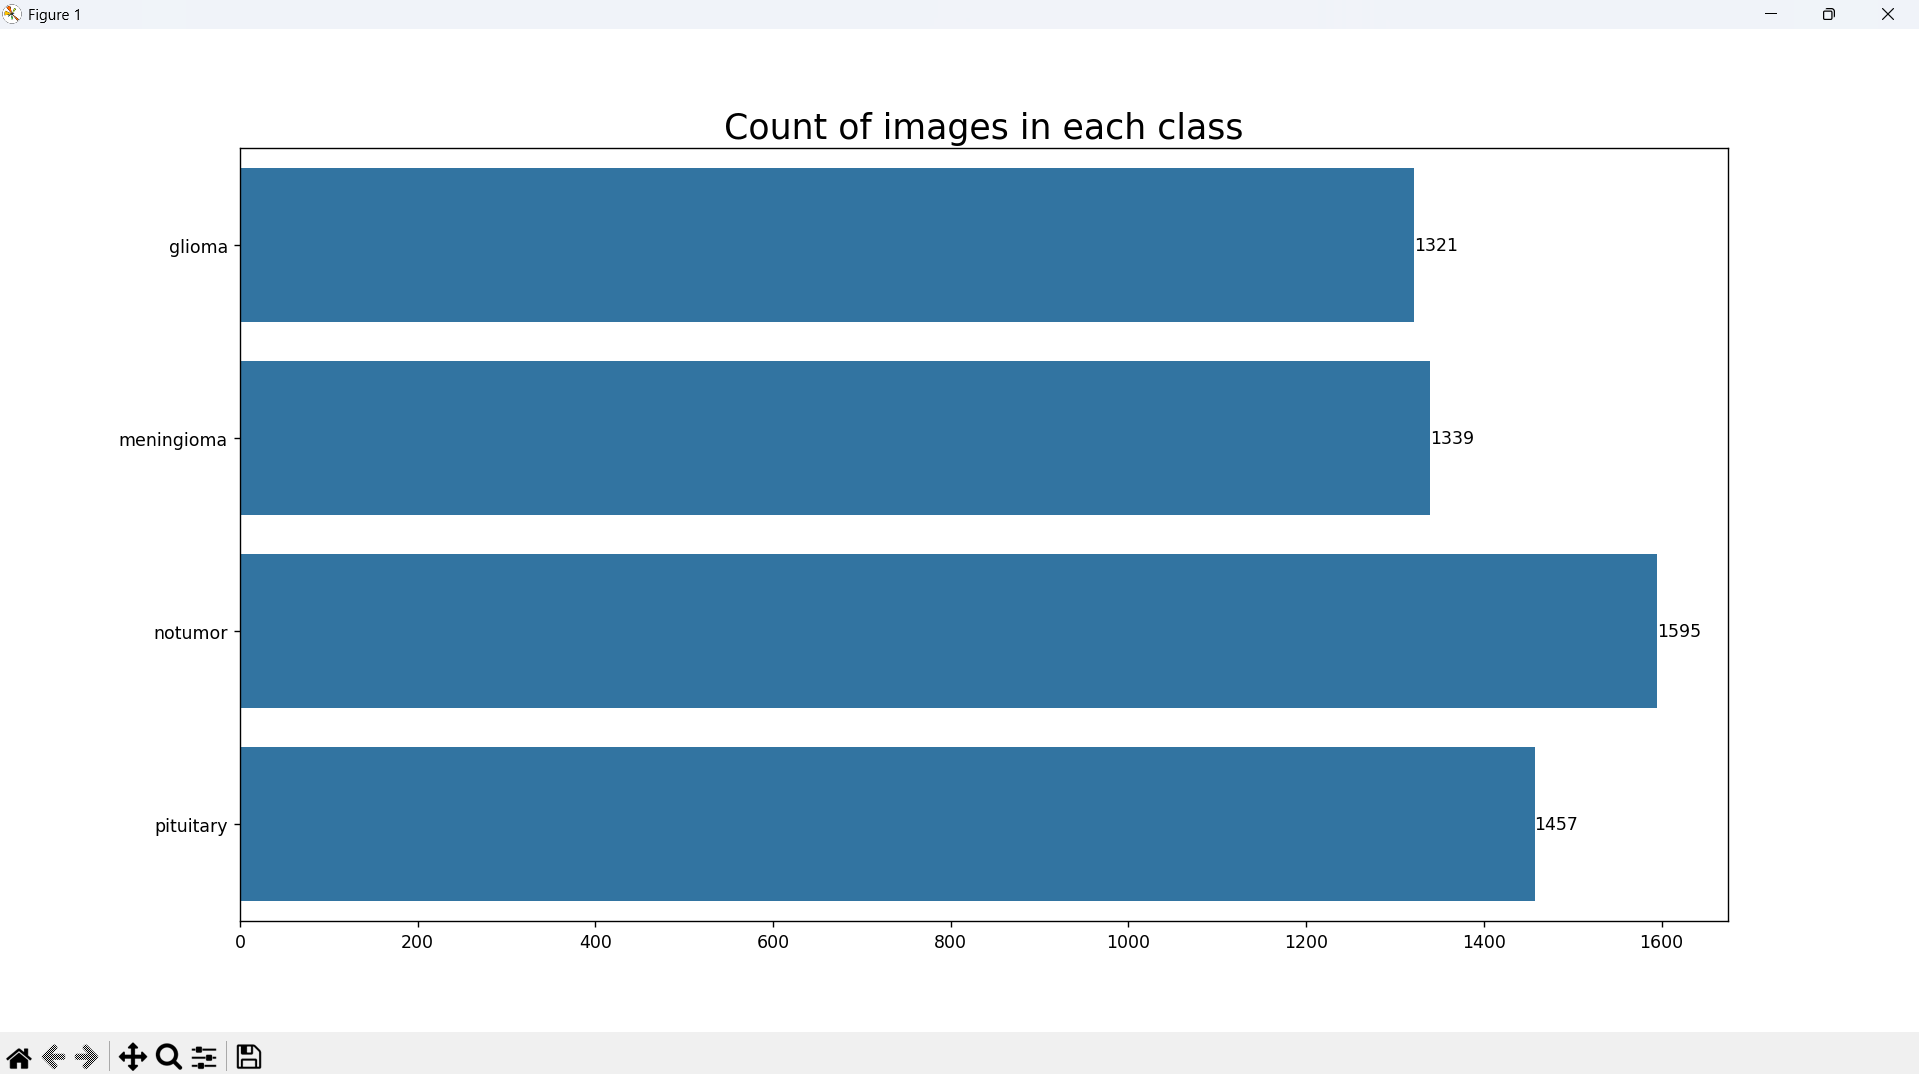 Figure 1
Count of images in each class
glioma
1321
meningioma
1339
notumor
1595
pituitary
1457
0 200 400 600 800 1000 1200 1400 1600